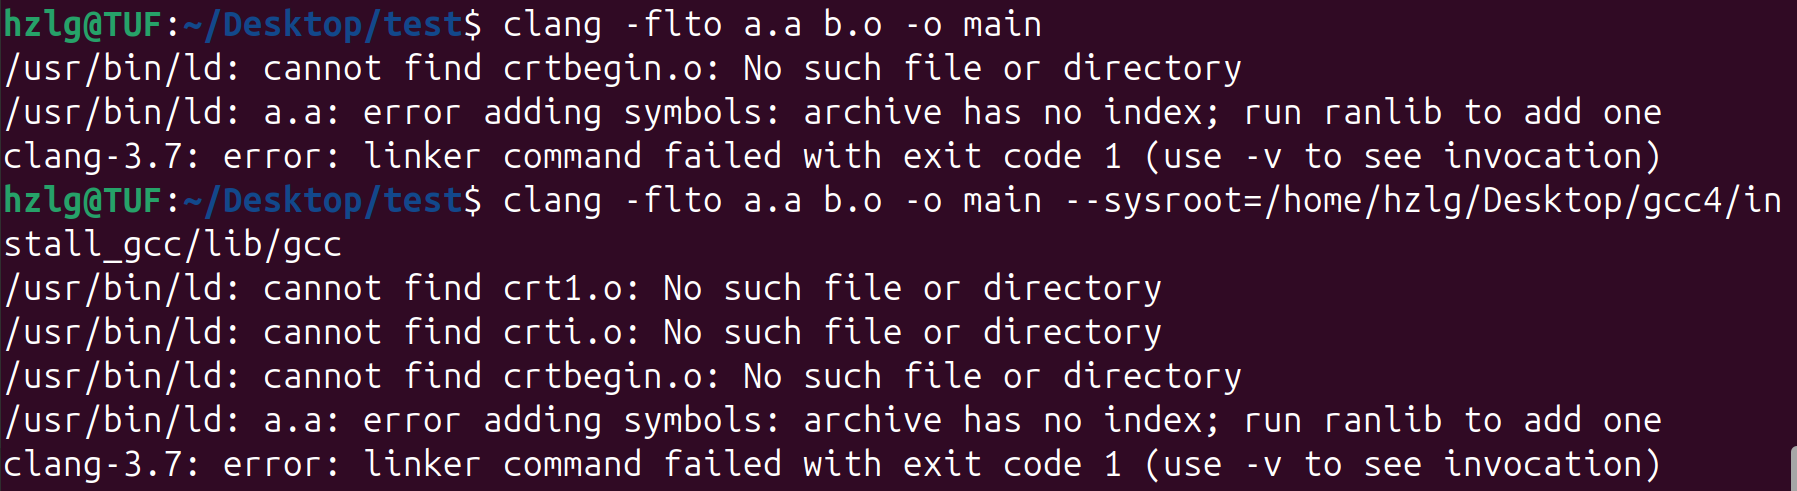 hzlg@TUF:~/Desktop/test$ clang -flto a.a b.o -o main
/usr/bin/ld: cannot find crtbegin.o: No such file or directory
/usr/bin/ld: a.a: error adding symbols: archive has no index; run ranlib to add one
clang-3.7: error: linker command failed with exit code 1 (use -v to see invocation)
hzlg@TUF:~/Desktop/test$ clang -flto a.a b.o -o main --sysroot=/home/hzlg/Desktop/gcc4/in
stall_gcc/lib/gcc
/usr/bin/ld: cannot find crt1.o: No such file or directory
/usr/bin/ld: cannot find crti.o: No such file or directory
/usr/bin/ld: cannot find crtbegin.o: No such file or directory
/usr/bin/ld: a.a: error adding symbols: archive has no index; run ranlib to add one
clang-3.7: error: linker command failed with exit code 1 (use -v to see invocation)